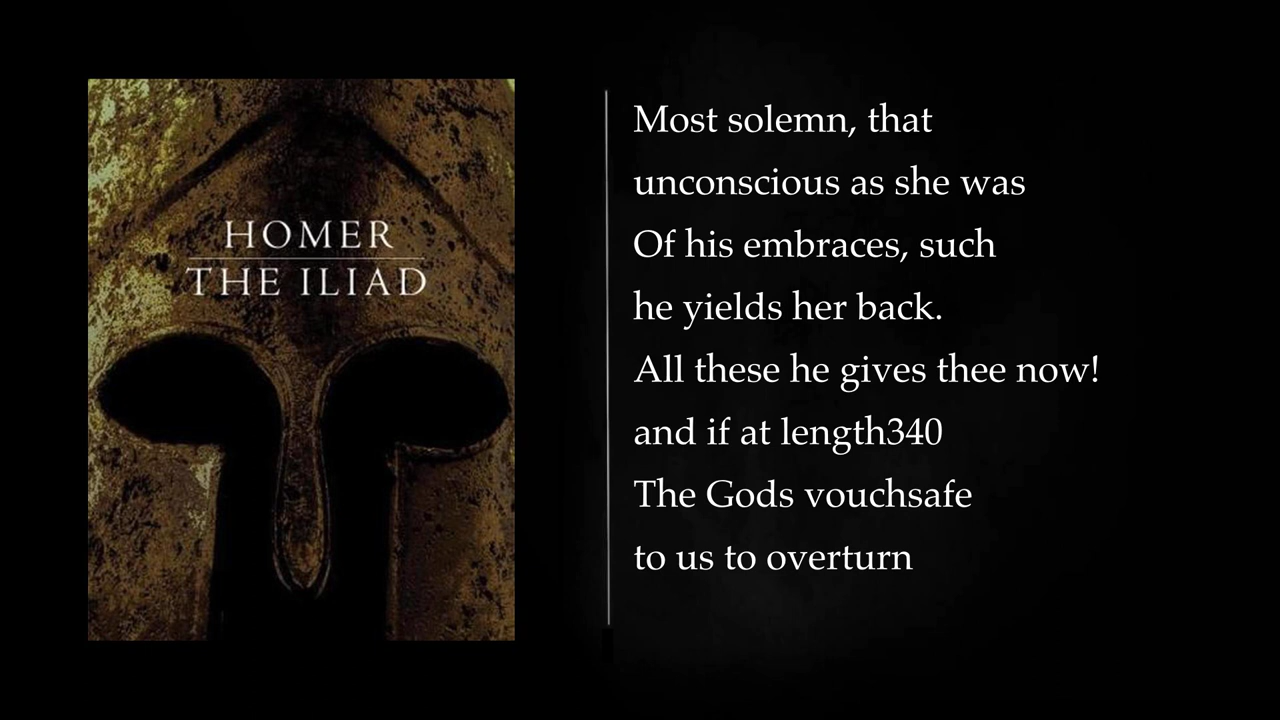 HOMER
THE ILIAD
Most solemn, that
unconscious as she was
Of his embraces, such
he yields her back.
All these he gives thee now!
and if at length340
The Gods vouchsafe
to us to overturn